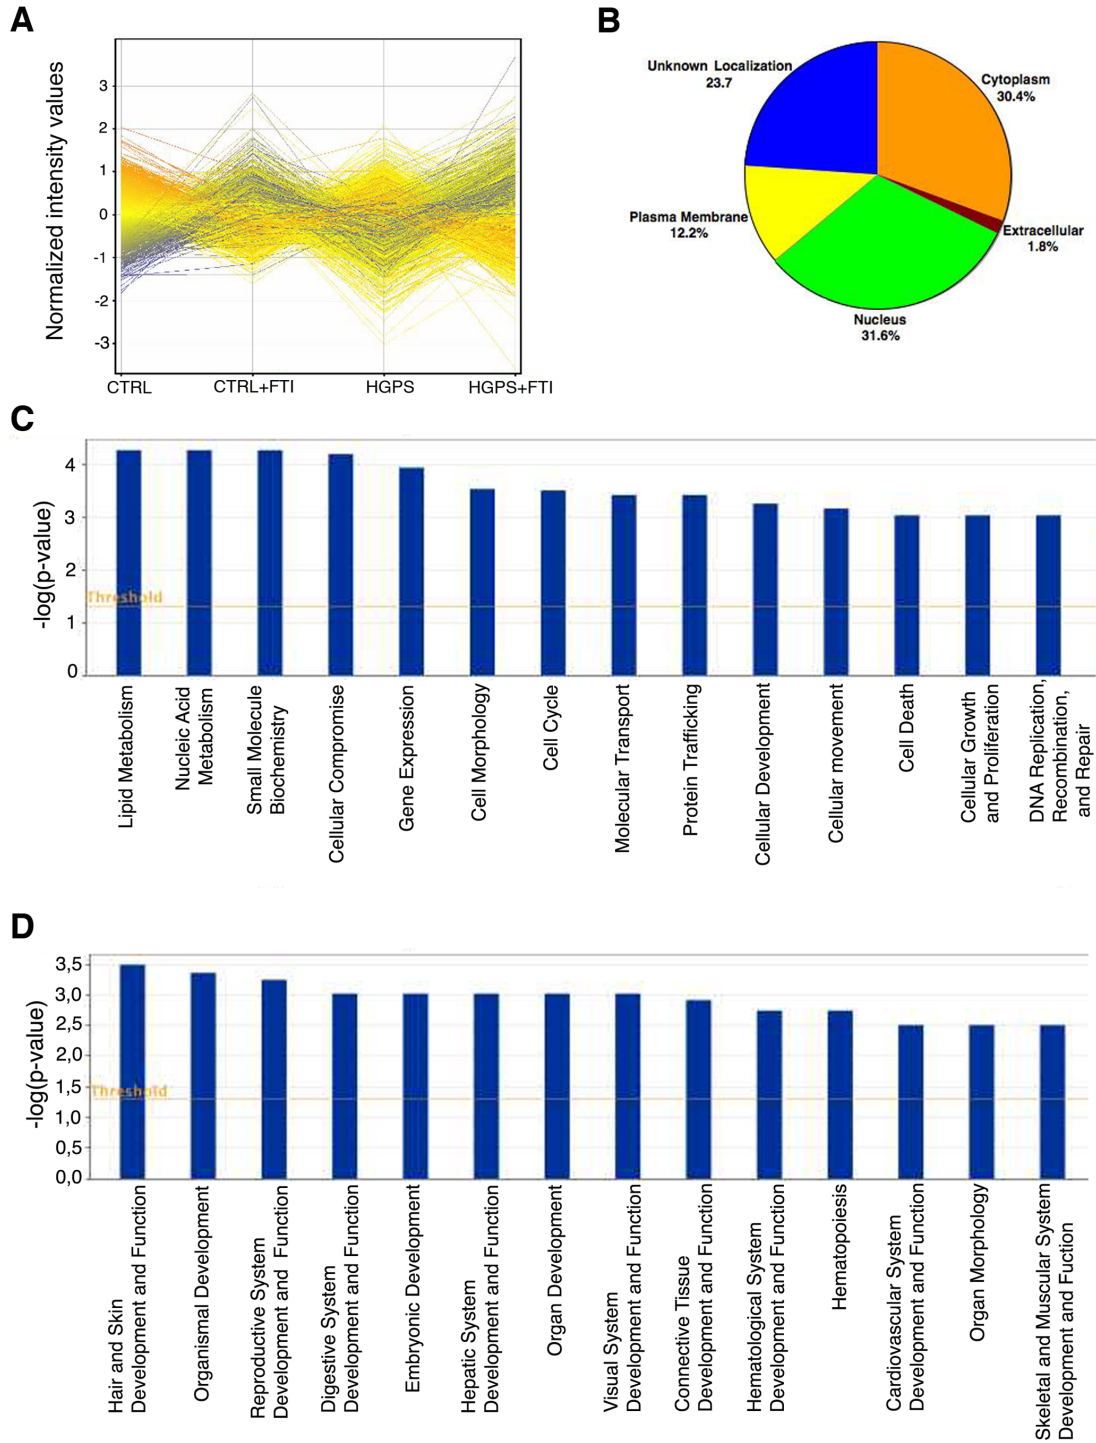 A
Normalized intensity values
3
2
1
0
-1
-2
-3
CTRL
CTRL+FTI
HGPS
HGPS+FTI
B
Unknown Localization
23.7
Cytoplasm
30.4%
Plasma Membrane
12.2%
Extracellular
1.8%
Nucleus
31.6%
C
-log(p-value)
4
3
2
1
0
Threshold
Lipid Metabolism
Nucleic Acid
Metabolism
Small Molecule
Biochemistry
Cellular Compromise
Gene Expression
Cell Morphology
Cell Cycle
Molecular Transport
Protein Trafficking
Cellular Development
Cellular movement
Cell Death
Cellular Growth
and Proliferation
DNA Replication,
Recombination,
and Repair
D
-log(p-value)
3,5
3,0
2,5
2,0
1,5
1,0
0,5
0,0
Threshold
Hair and Skin
Development and Function
Organismal Development
Reproductive System
Development and Function
Digestive System
Development and Function
Embryonic Development
Hepatic System
Development and Function
Organ Development
Visual System
Development and Function
Connective Tissue
Development and Function
Hematological System
Development and Function
Hematopoiesis
Cardiovascular System
Development and Function
Organ Morphology
Skeletal and Muscular System
Development and Fuction